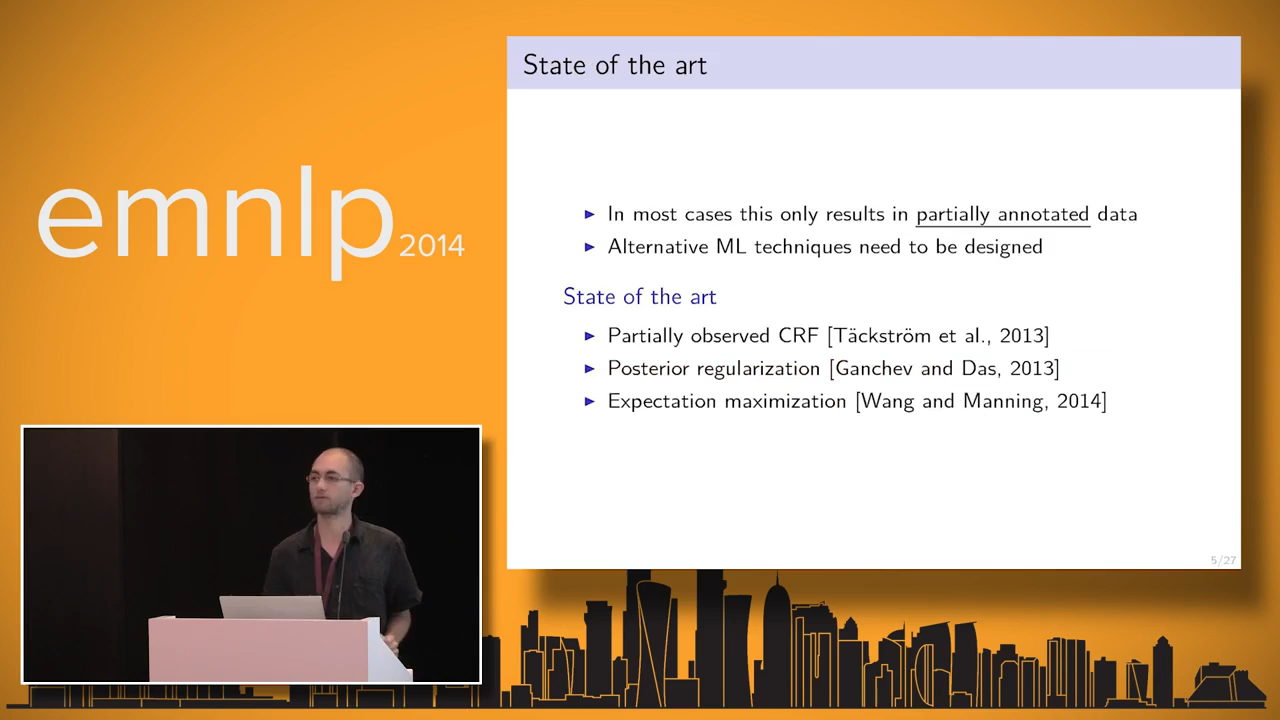 emnlp 2014
State of the art
▶ In most cases this only results in partially annotated data
▶ Alternative ML techniques need to be designed
State of the art
▶ Partially observed CRF [Täckström et al., 2013]
▶ Posterior regularization [Ganchev and Das, 2013]
▶ Expectation maximization [Wang and Manning, 2014]
5/27